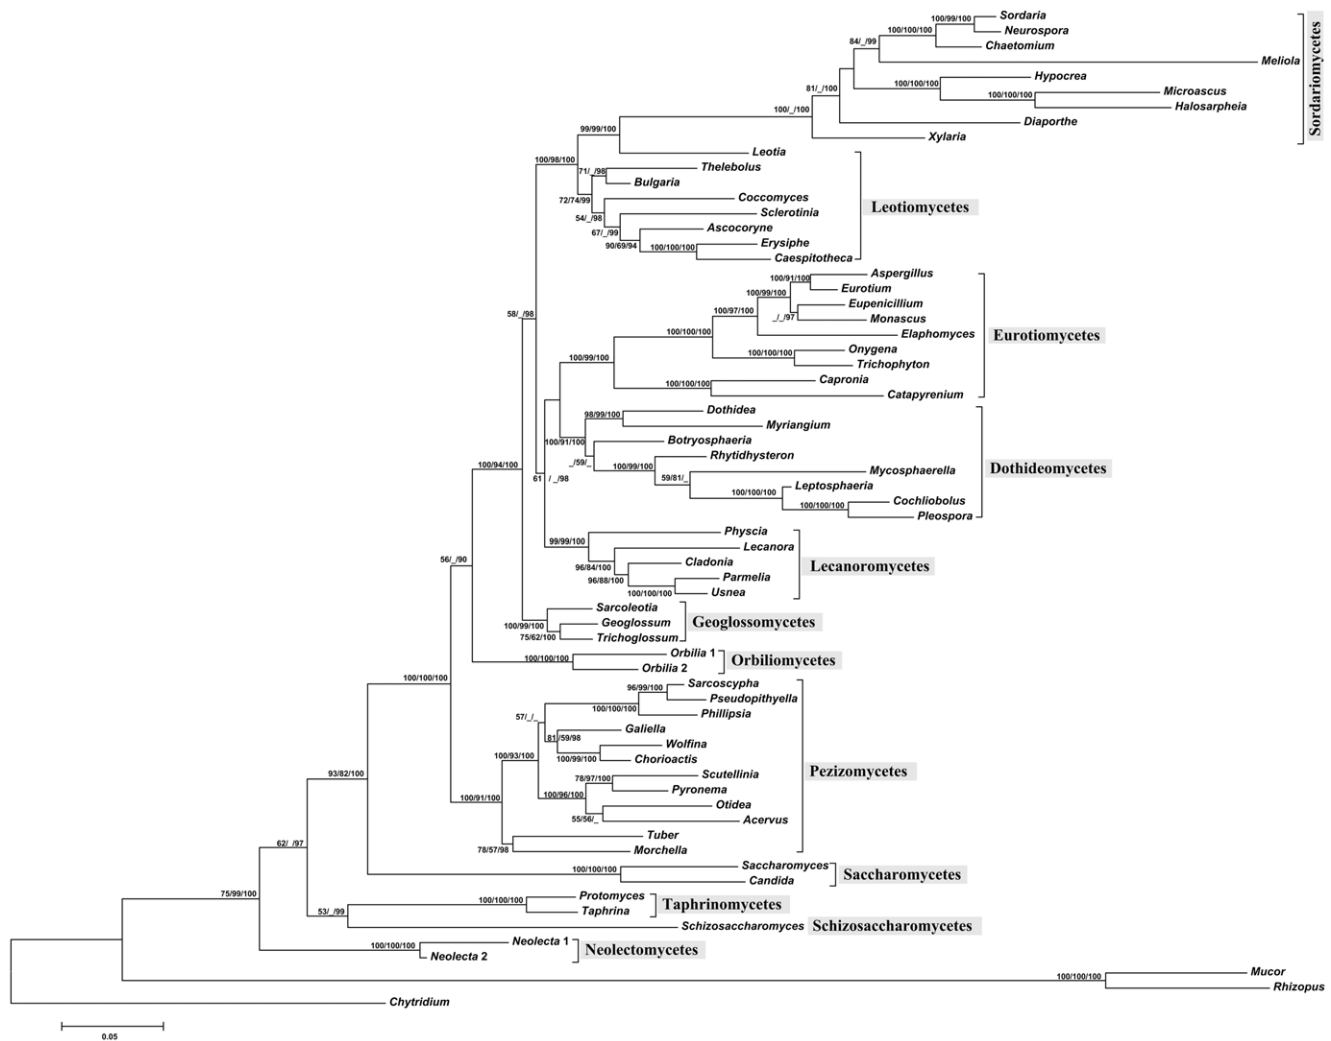 100/99/100 Sordaria
100/100/100 Neurospora
84/_/99 Chaetomium
Meliola
Sordariomycetes
100/100/100 Hypocrea
81/_/100 100/100/100 Microascus
Halosarpheia
100/_/100 Diaporthe
99/99/100 Xylaria
Leotia
100/98/100 71/_/98 Thelebolus
Bulgaria
72/74/99 Coccomyces
54/_/98 Sclerotinia
Leotiomycetes
67/_/99 Ascocoryne
90/69/94 100/100/100 Erysiphe
Caespitotheca
100/91/100 Aspergillus
100/99/100 Eurotium
Eupenicillium
100/97/100 _/_/97 Monascus
58/_/98
100/100/100 Elaphomyces
Eurotiomycetes
100/100/100 Onygena
100/99/100 Trichophyton
100/100/100 Capronia
Catapyrenium
98/99/100 Dothidea
Myriangium
100/91/100 Botryosphaeria
_/59/_ Rhytidhysteron
100/94/100 100/99/100 Mycosphaerella
Dothideomycetes
61 /_/98 59/81/_ Leptosphaeria
100/100/100 Cochliobolus
100/100/100 Pleospora
Physcia
99/99/100 Lecanora
56/_/90 96/84/100 Cladonia
Lecanoromycetes
96/88/100 Parmelia
100/100/100 Usnea
Sarcoleotia
100/99/100 Geoglossum
Geoglossomycetes
75/62/100 Trichoglossum
Orbilia 1
100/100/100 Orbiliomycetes
Orbilia 2
100/100/100 96/99/100 Sarcoscypha
Pseudopithyella
100/100/100 Phillipsia
57/_/_ Galiella
81 /59/98 Wolfina
100/93/100 100/99/100 Chorioactis
Pezizomycetes
93/82/100 78/97/100 Scutellinia
Pyronema
100/91/100 100/96/100 Otidea
55/56/_ Acervus
Tuber
62/_/97 78/57/98 Morchella
100/100/100 Saccharomyces
Saccharomycetes
Candida
75/99/100 Protomyces
100/100/100 Taphrinomycetes
53/_/99 Taphrina
Schizosaccharomyces Schizosaccharomycetes
100/100/100 Neolecta 1
Neolectomycetes
Neolecta 2
100/100/100 Mucor
Rhizopus
Chytridium
0.05